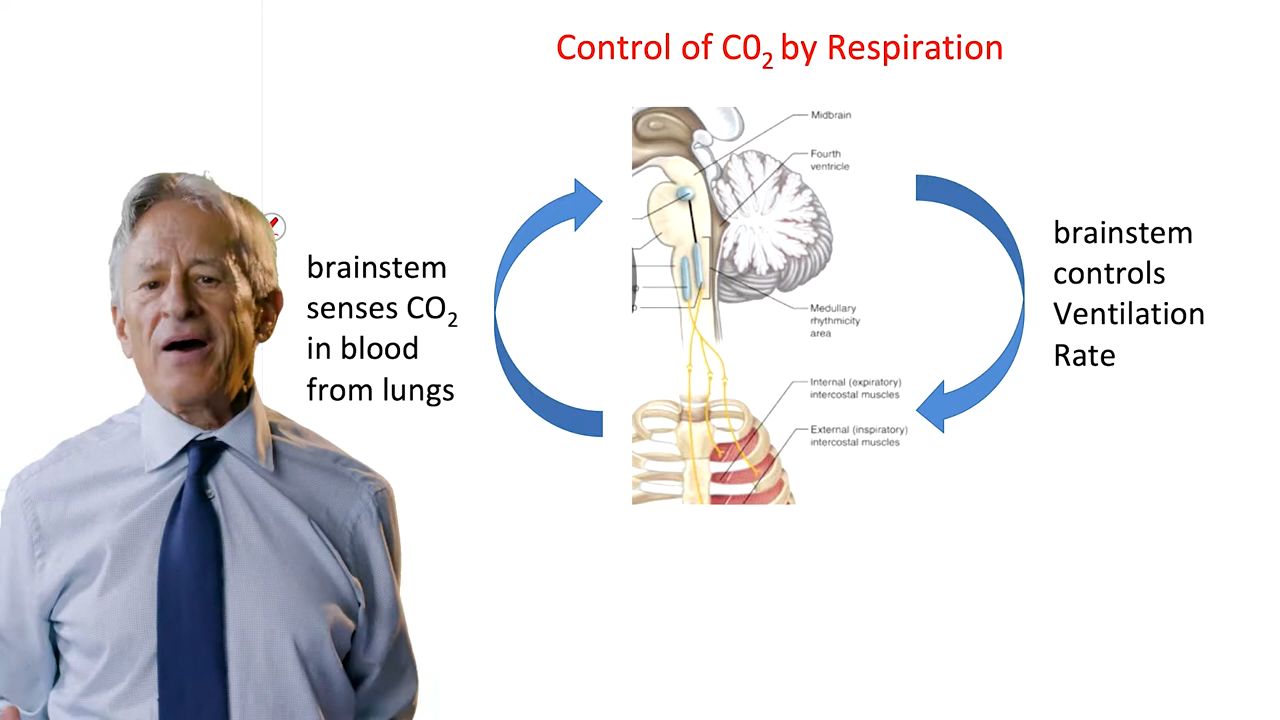 Control of C0₂ by Respiration
brainstem
senses CO₂
in blood
from lungs
Midbrain
Fourth
ventricle
Medullary
rhythmicity
area
Internal (expiratory)
intercostal muscles
External (inspiratory)
intercostal muscles
brainstem
controls
Ventilation
Rate